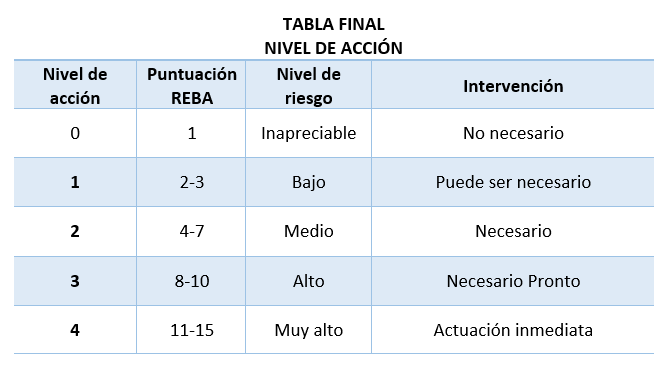 TABLA FINAL
NIVEL DE ACCIÓN
Nivel de acción Puntuación REBA Nivel de riesgo Intervención
0 1 Inapreciable No necesario
1 2-3 Bajo Puede ser necesario
2 4-7 Medio Necesario
3 8-10 Alto Necesario Pronto
4 11-15 Muy alto Actuación inmediata